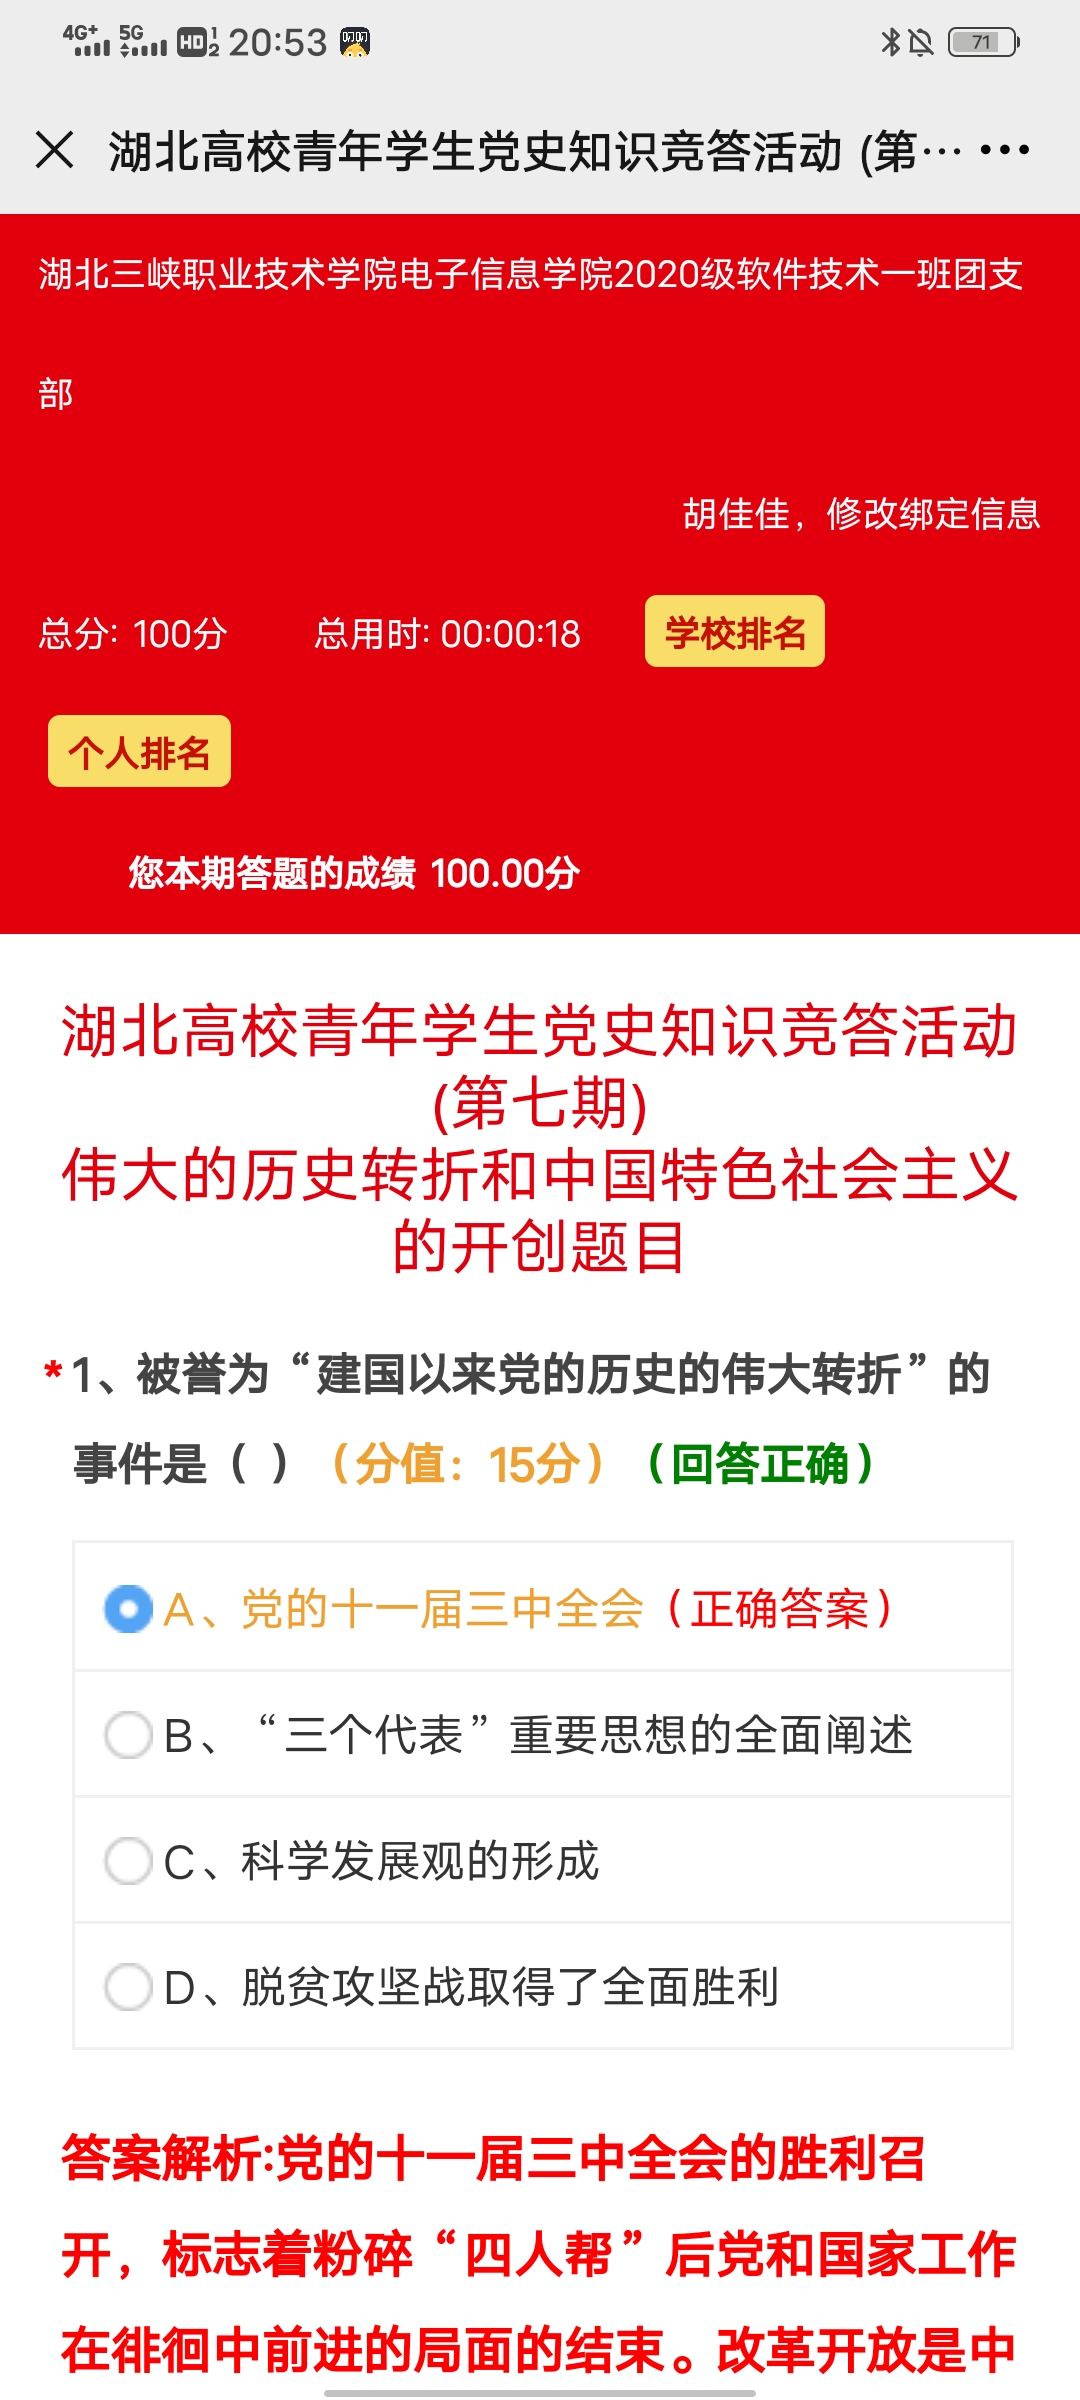 4G+ 5G HD 1 2 20:53 叨叨 71
湖北高校青年学生党史知识竞答活动 (第… •••
湖北三峡职业技术学院电子信息学院2020级软件技术一班团支
部
胡佳佳，修改绑定信息
总分: 100分 总用时: 00:00:18 学校排名
个人排名
您本期答题的成绩 100.00分
湖北高校青年学生党史知识竞答活动
(第七期)
伟大的历史转折和中国特色社会主义
的开创题目
*1、被誉为“建国以来党的历史的伟大转折”的
事件是（ ）（分值：15分）（回答正确）
A、党的十一届三中全会（正确答案）
B、“三个代表”重要思想的全面阐述
C、科学发展观的形成
D、脱贫攻坚战取得了全面胜利
答案解析:党的十一届三中全会的胜利召
开，标志着粉碎“四人帮”后党和国家工作
在徘徊中前进的局面的结束。改革开放是中